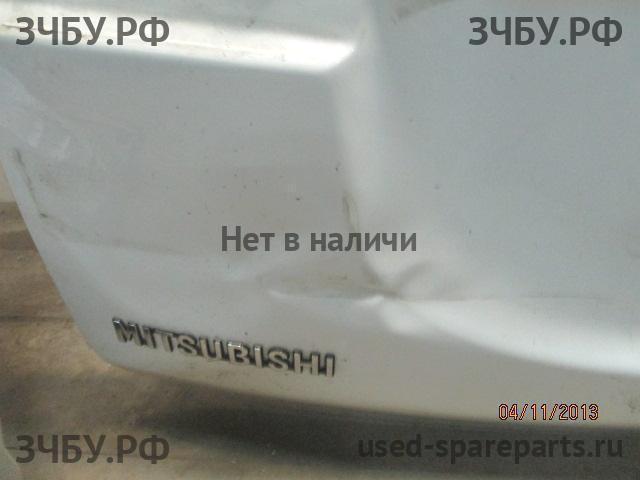 ЗЧБУ.РФ ЗЧБУ.РФ
Нет в наличи
MITSUBISHI
04/11/2013
ЗЧБУ.РФ used-spareparts.ru